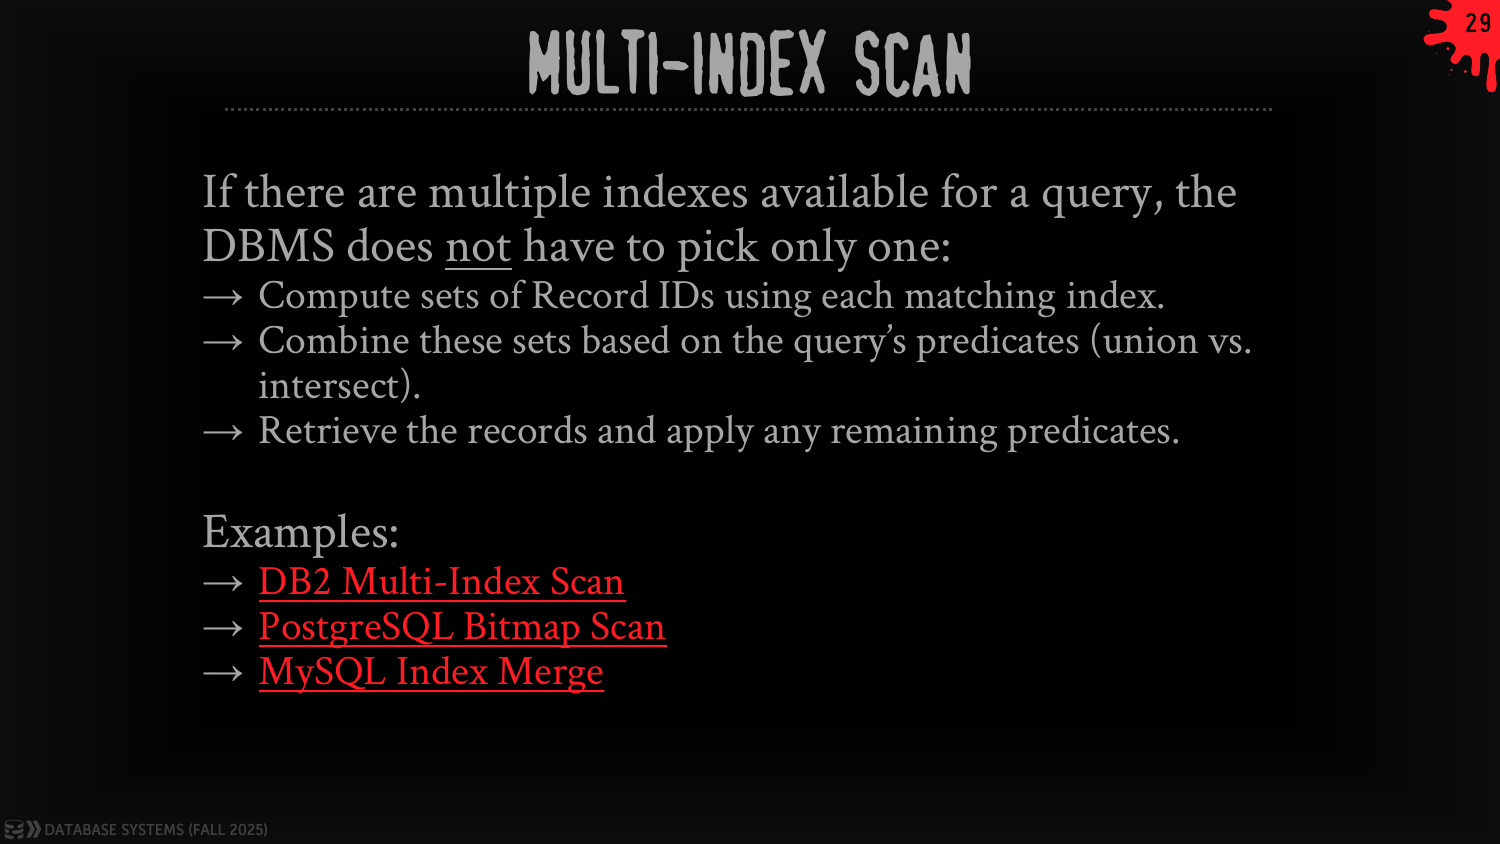 29
MULTI-INDEX SCAN
If there are multiple indexes available for a query, the
DBMS does not have to pick only one:
→ Compute sets of Record IDs using each matching index.
→ Combine these sets based on the query’s predicates (union vs.
intersect).
→ Retrieve the records and apply any remaining predicates.
Examples:
→ DB2 Multi-Index Scan
→ PostgreSQL Bitmap Scan
→ MySQL Index Merge
DATABASE SYSTEMS (FALL 2025)